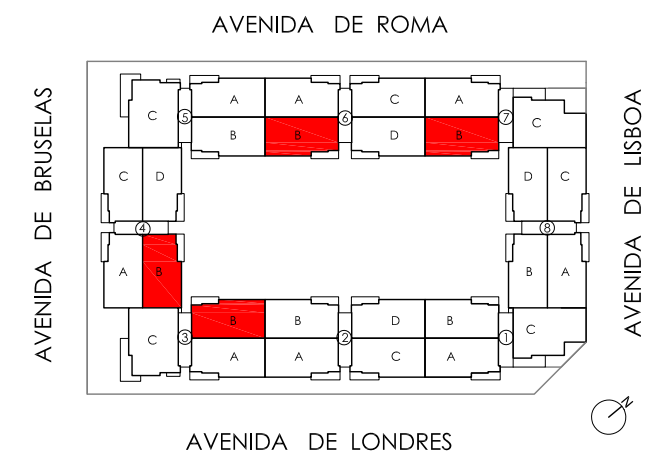 AVENIDA DE ROMA
AVENIDA DE BRUSELAS
AVENIDA DE LISBOA
A A C A
C 5 6 7 C
B B D B
C D D C
4 8
A B B A
B B D B
C 3 2 1 C
A A C A
N
AVENIDA DE LONDRES